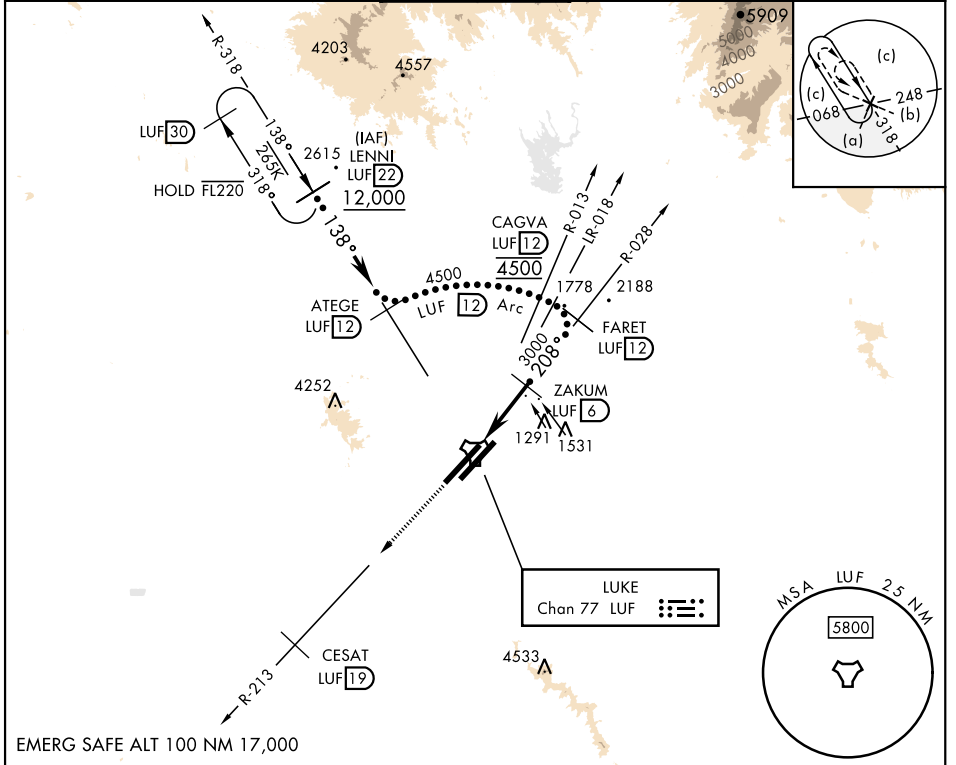 5909
5000
4000
3000
4203
4557
R-318
LUF 30
138°
265K
318°
HOLD FL220
2615
(IAF)
LENNI
LUF 22
12,000
138°
(c)
(c)
068
248
(b)
(a)
318
CAGVA
LUF 12
4500
R-013
LR-018
R-028
4500
LUF 12 Arc
1778
2188
ATEGE
LUF 12
FARET
LUF 12
3000
208°
ZAKUM
LUF 6
4252
1291
1531
LUKE
Chan 77 LUF
MSA LUF 25 NM
5800
CESAT
LUF 19
R-213
4533
EMERG SAFE ALT 100 NM 17,000